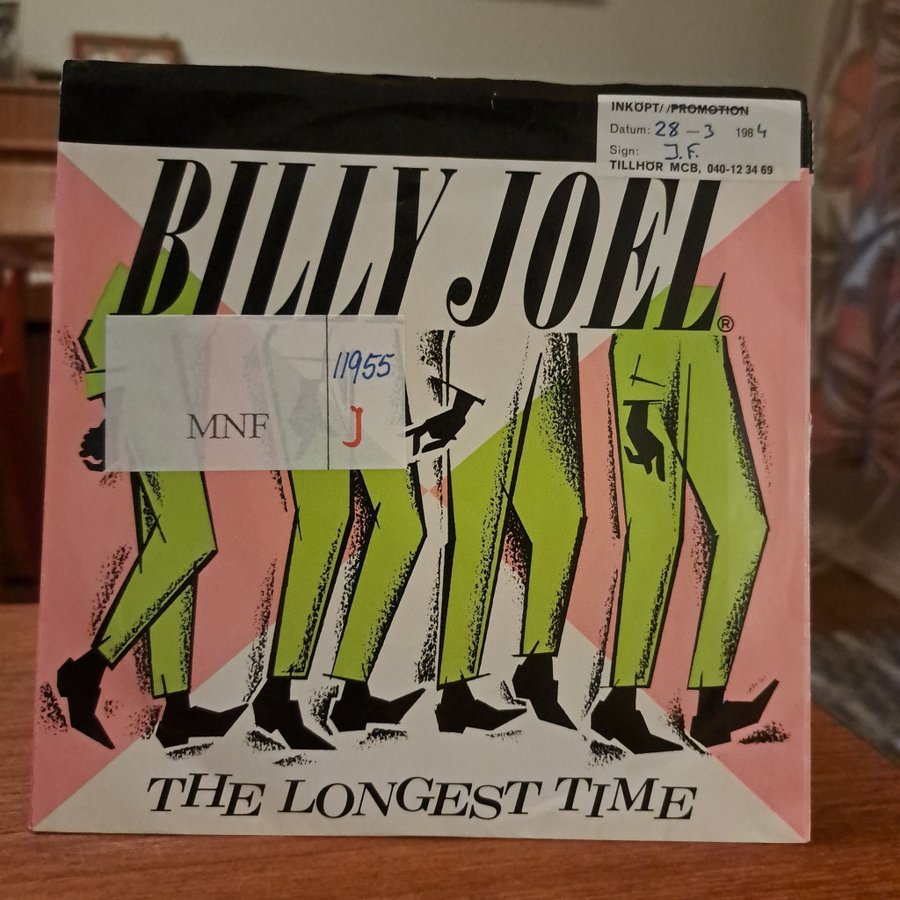 INKÖPT/ /PROMOTION
Datum: 28 - 3 1984
Sign: J.F.
TILLHÖR MCB, 040-12 34 69
BILLY JOEL®
11955
MNF J
THE LONGEST TIME